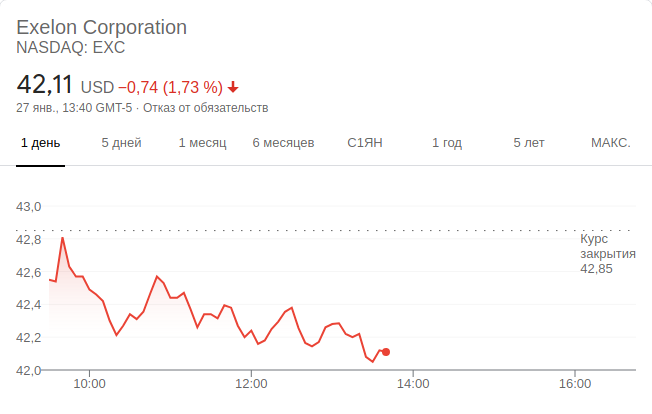 Exelon Corporation
NASDAQ: EXC
42,11 USD −0,74 (1,73 %)
27 янв., 13:40 GMT-5 · Отказ от обязательств
1 день 5 дней 1 месяц 6 месяцев С1ЯН 1 год 5 лет МАКС.
43,0
42,8
42,6
42,4
42,2
42,0
Курс
закрытия
42,85
10:00 12:00 14:00 16:00